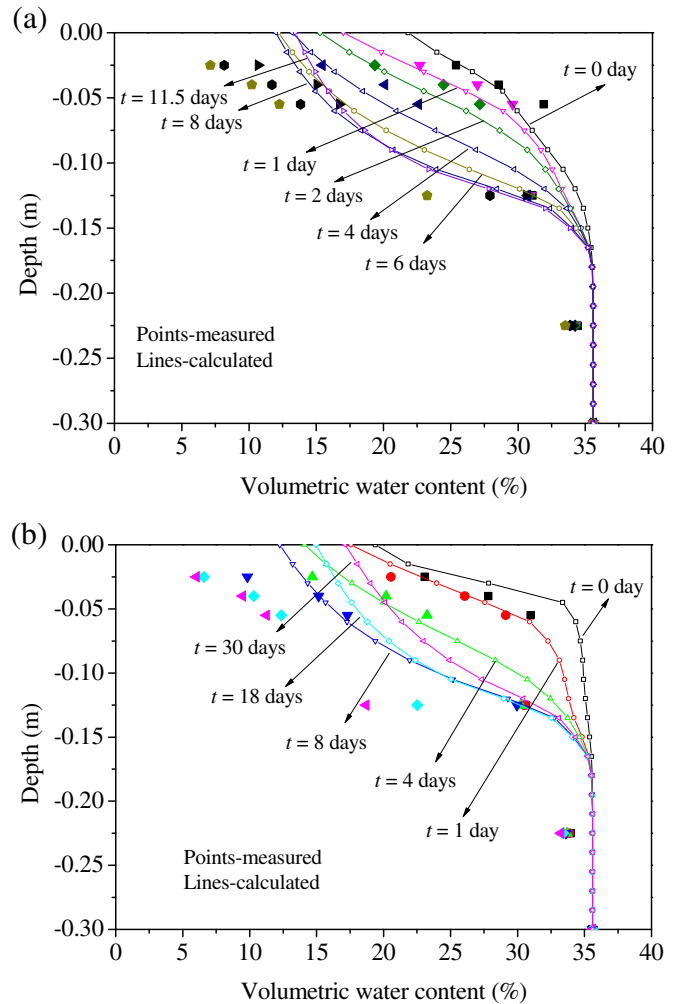 (a)
0.00
-0.05
-0.10
-0.15
-0.20
-0.25
-0.30
Depth (m)
t = 0 day
t = 11.5 days
t = 8 days
t = 1 day
t = 2 days
t = 4 days
t = 6 days
Points-measured
Lines-calculated
0 5 10 15 20 25 30 35 40
Volumetric water content (%)
(b)
0.00
-0.05
-0.10
-0.15
-0.20
-0.25
-0.30
Depth (m)
t = 0 day
t = 30 days
t = 18 days
t = 8 days
t = 4 days
t = 1 day
Points-measured
Lines-calculated
0 5 10 15 20 25 30 35 40
Volumetric water content (%)